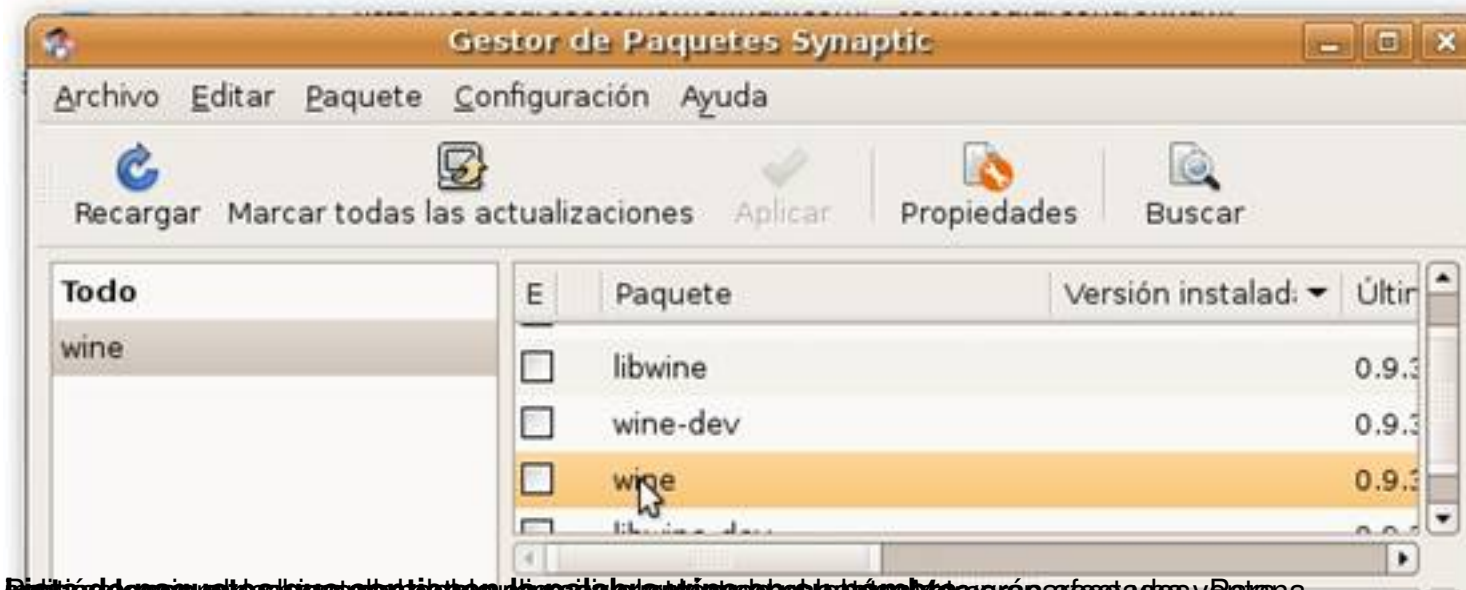 Gestor de Paquetes Synaptic
Archivo Editar Paquete Configuración Ayuda
Recargar Marcar todas las actualizaciones Aplicar Propiedades Buscar
Todo
E Paquete Versión instalad Últir
wine
libwine 0.9.3
wine-dev 0.9.3
wine 0.9.3